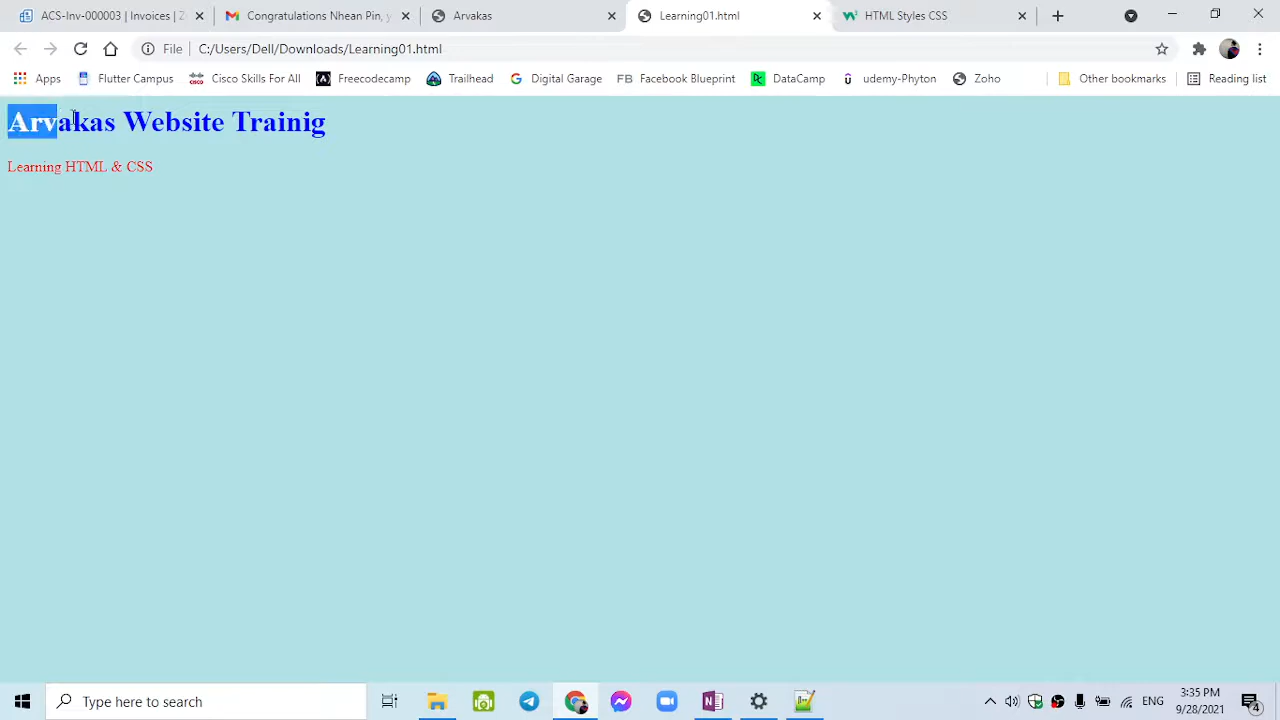 ACS-Inv-000003 | Invoices | Z
Congratulations Nhean Pin, y
Arvakas
Learning01.html
HTML Styles CSS
File
C:/Users/Dell/Downloads/Learning01.html
Apps
Flutter Campus
Cisco Skills For All
Freecodecamp
Trailhead
Digital Garage
FB Facebook Blueprint
DataCamp
udemy-Phyton
Zoho
Other bookmarks
Reading list
Arvakas Website Trainig
Learning HTML & CSS
Type here to search
ENG
3:35 PM
9/28/2021
4